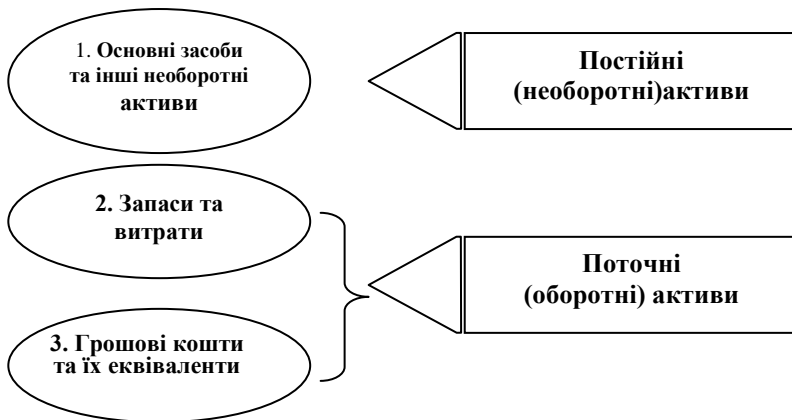 1. Основні засоби
та інші необоротні
активи
Постійні
(необоротні)активи
2. Запаси та
витрати
Поточні
(оборотні) активи
3. Грошові кошти
та їх еквіваленти